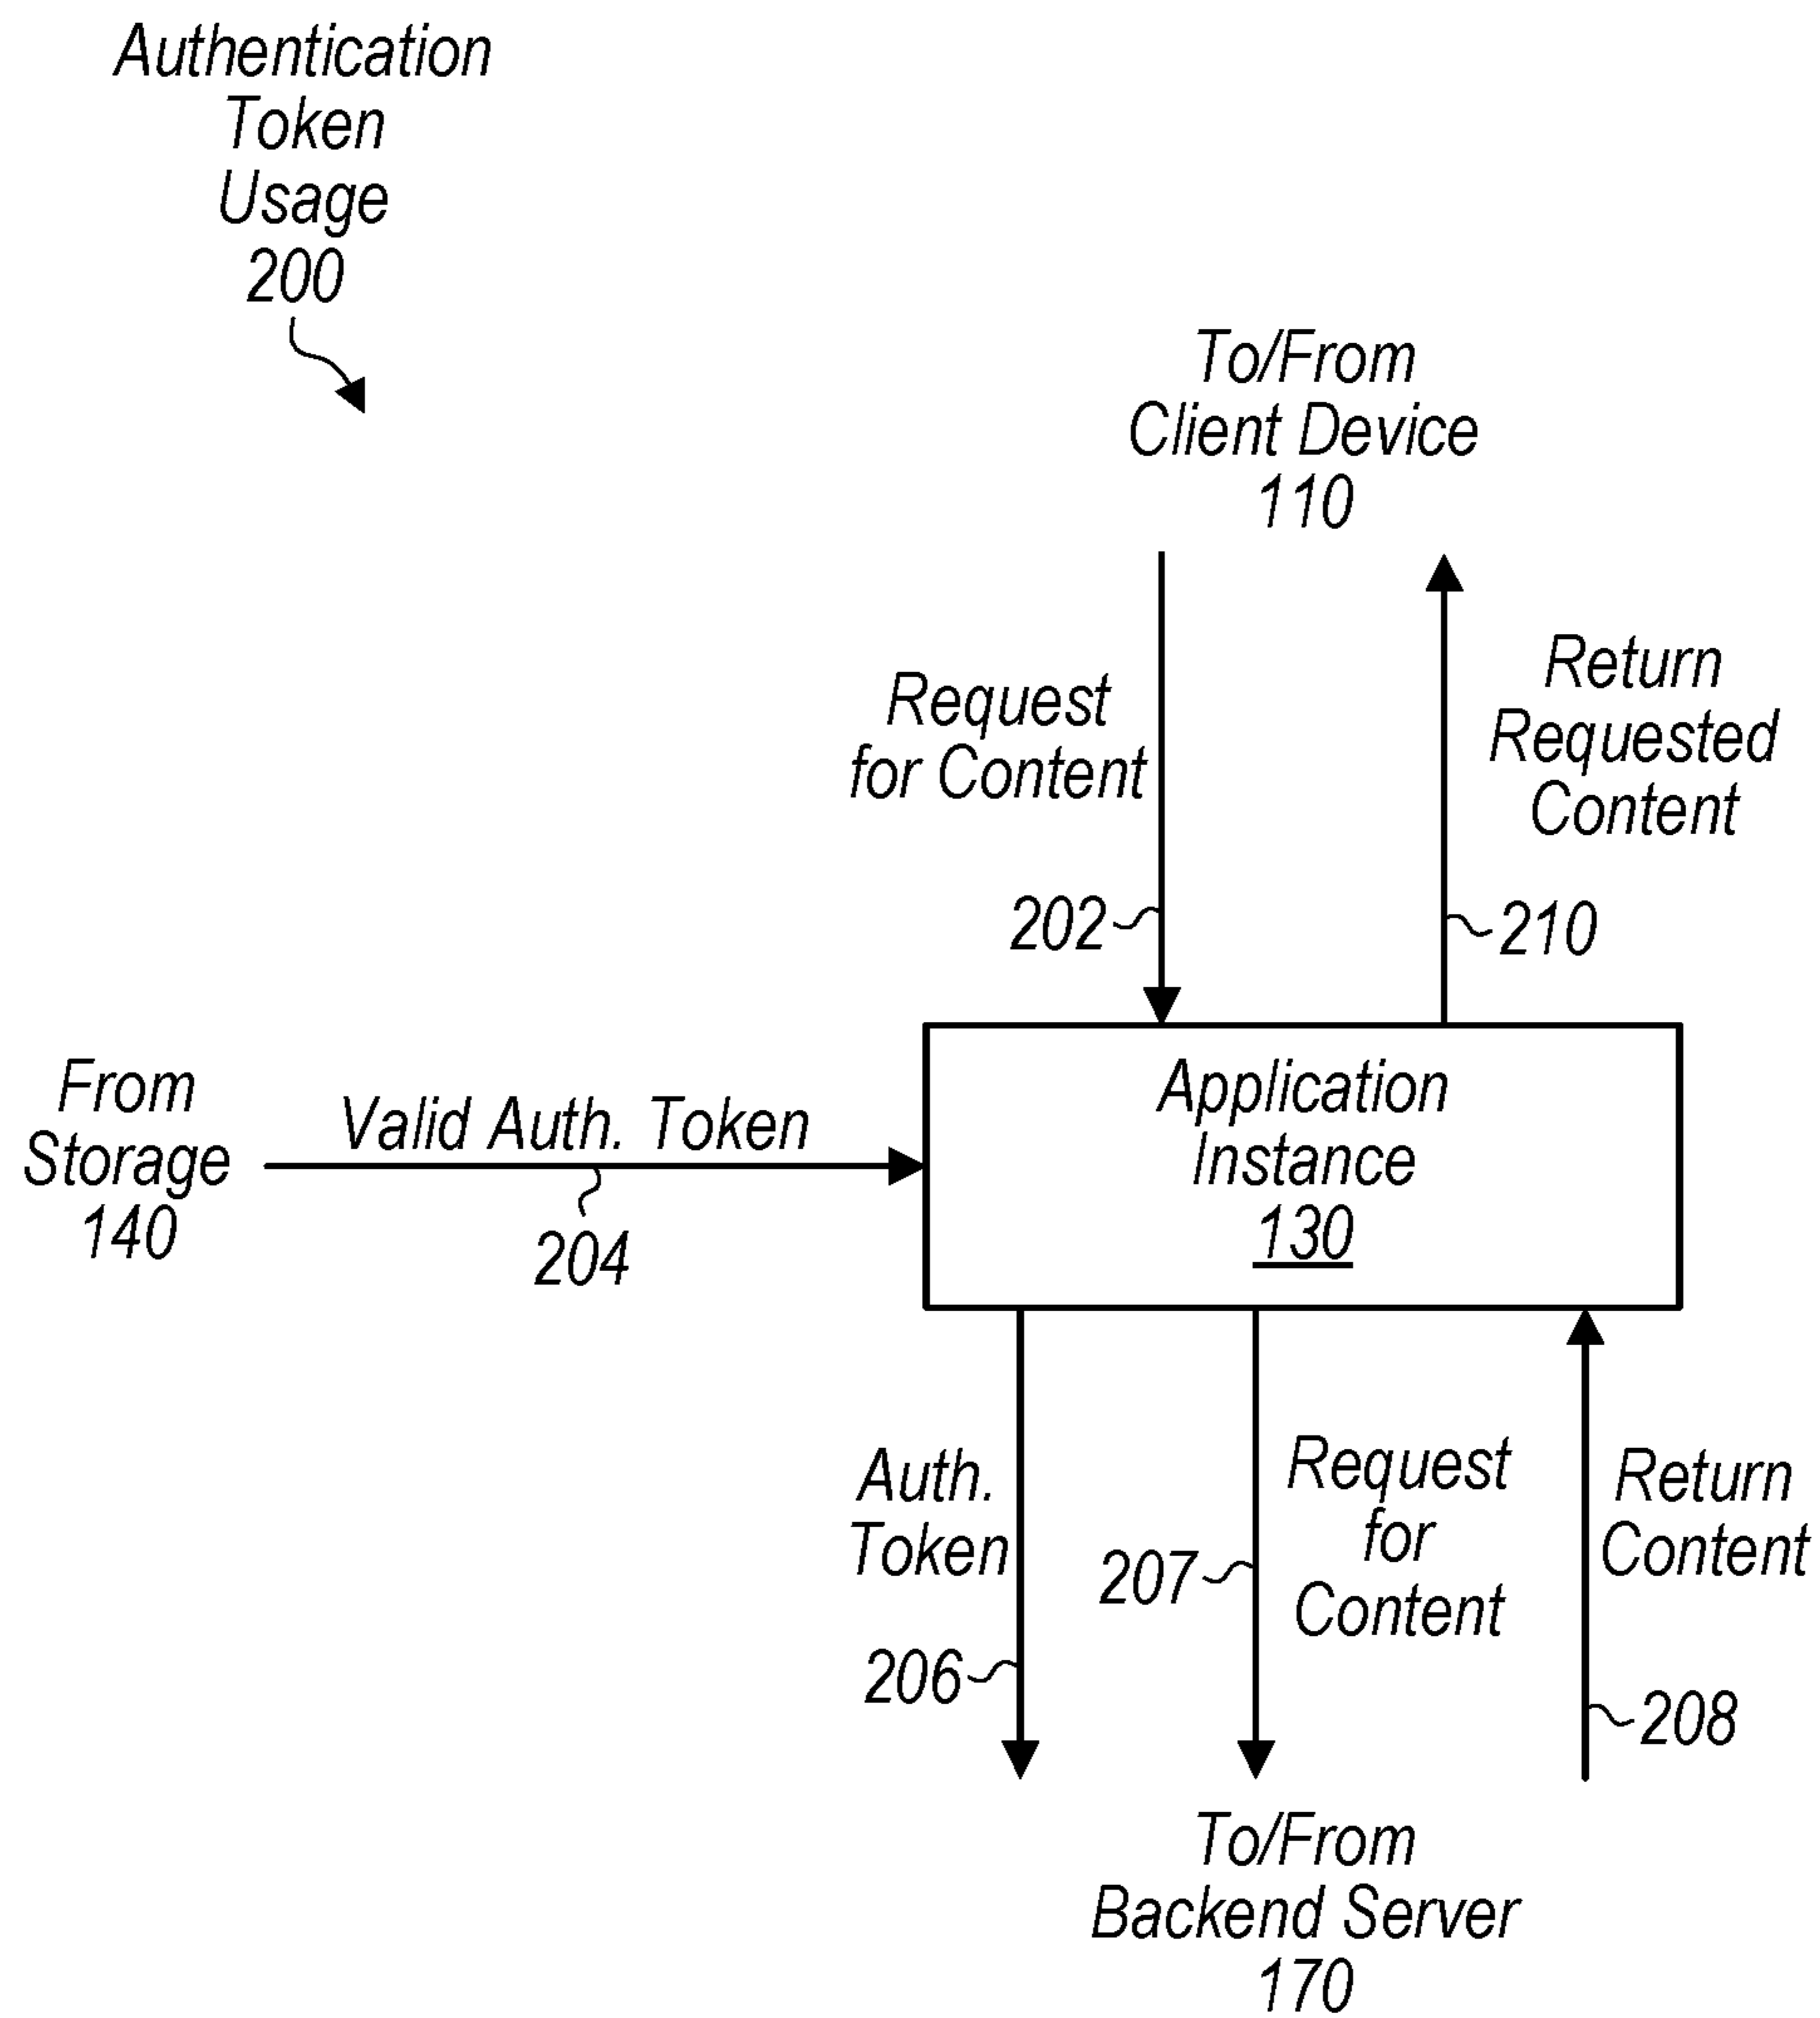 Authentication
Token
Usage
200
To/From
Client Device
110
Request
for Content
202
Return
Requested
Content
210
From
Storage
140
Valid Auth. Token
204
Application
Instance
130
Auth.
Token
206
207
Request
for
Content
Return
Content
208
To/From
Backend Server
170